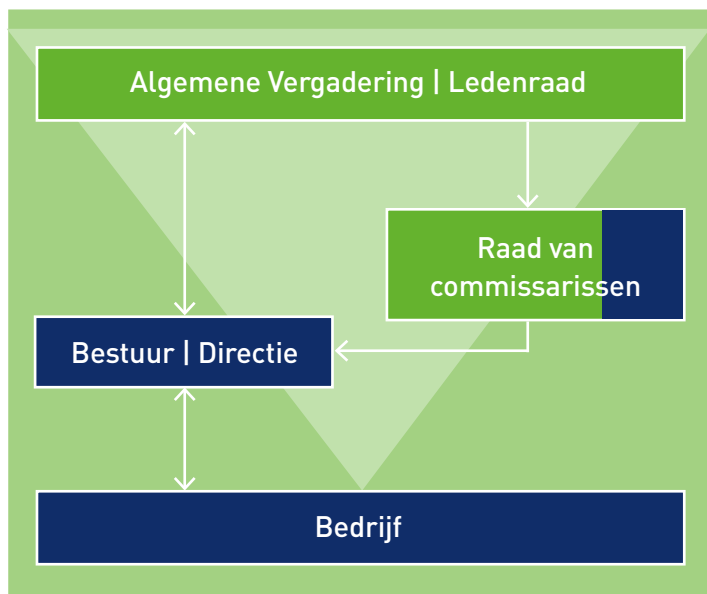 Algemene Vergadering | Ledenraad
Raad van
commissarissen
Bestuur | Directie
Bedrijf